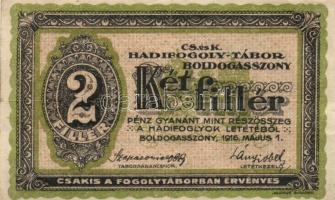 CS. és K.
HADIFOGOLY-TÁBOR
BOLDOGASSZONY
2
FILLÉR
Két
fillér
PÉNZ GYANÁNT MINT RÉSZÖSSZEG
A HADIFOGLYOK LETÉTÉBŐL
BOLDOGASSZONY, 1916. MÁJUS 1.
TÁBORPARANCSNOK.
LETÉTKEZELŐ.
CSAKIS A FOGOLYTÁBORBAN ÉRVÉNYES